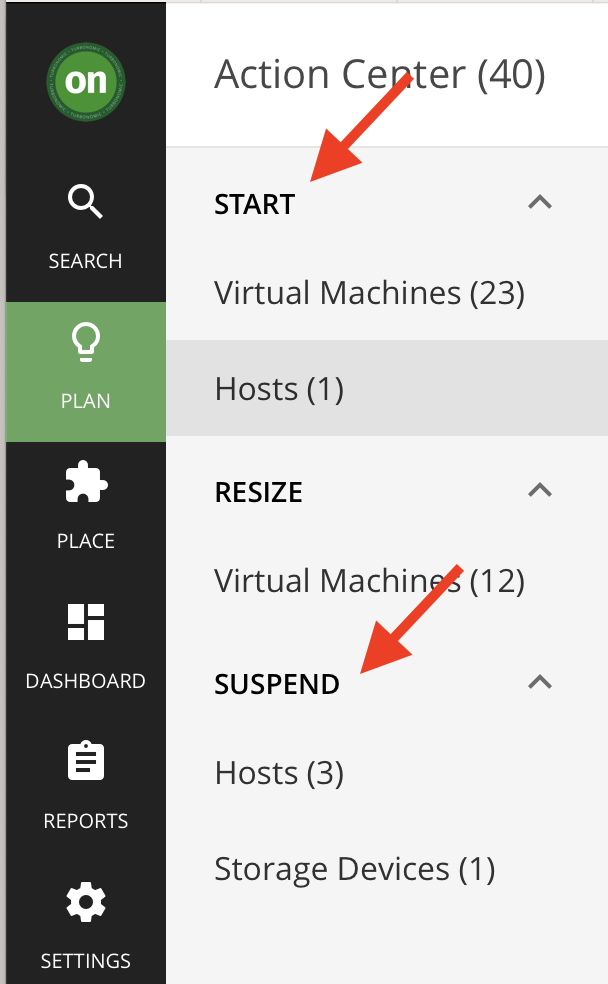 on
SEARCH
PLAN
PLACE
DASHBOARD
REPORTS
SETTINGS
Action Center (40)
START
Virtual Machines (23)
Hosts (1)
RESIZE
Virtual Machines (12)
SUSPEND
Hosts (3)
Storage Devices (1)